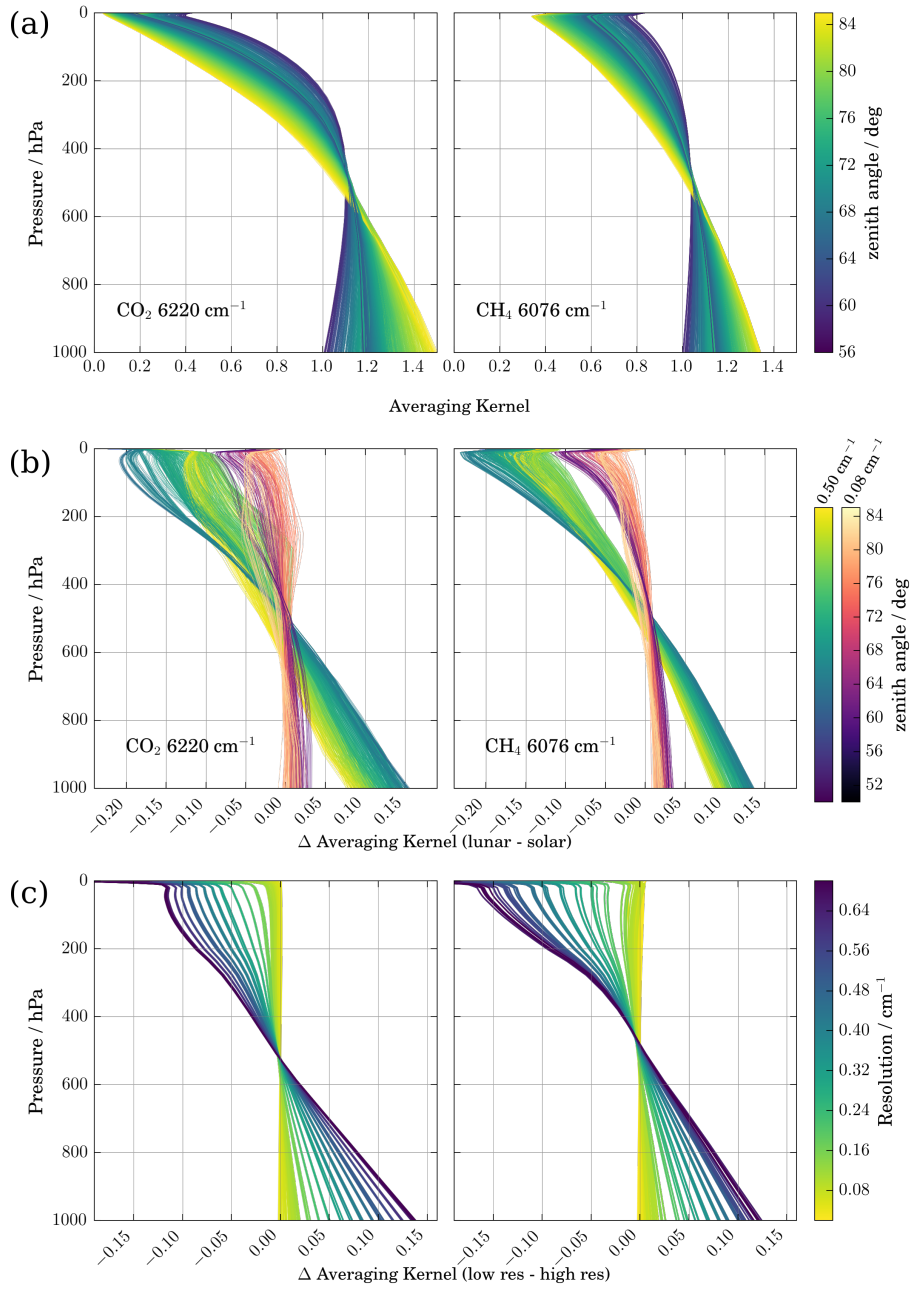 (a)
0
200
400
600
800
1000
Pressure / hPa
CO₂ 6220 cm⁻¹
CH₄ 6076 cm⁻¹
0.0 0.2 0.4 0.6 0.8 1.0 1.2 1.4
0.0 0.2 0.4 0.6 0.8 1.0 1.2 1.4
Averaging Kernel
84
80
76
72
68
64
60
56
zenith angle / deg
(b)
0
200
400
600
800
1000
Pressure / hPa
CO₂ 6220 cm⁻¹
CH₄ 6076 cm⁻¹
−0.20 −0.15 −0.10 −0.05 0.00 0.05 0.10 0.15
−0.20 −0.15 −0.10 −0.05 0.00 0.05 0.10 0.15
Δ Averaging Kernel (lunar - solar)
0.50 cm⁻¹
0.08 cm⁻¹
84
80
76
72
68
64
60
56
52
zenith angle / deg
(c)
0
200
400
600
800
1000
Pressure / hPa
−0.15 −0.10 −0.05 0.00 0.05 0.10 0.15
−0.15 −0.10 −0.05 0.00 0.05 0.10 0.15
Δ Averaging Kernel (low res - high res)
0.64
0.56
0.48
0.40
0.32
0.24
0.16
0.08
Resolution / cm⁻¹